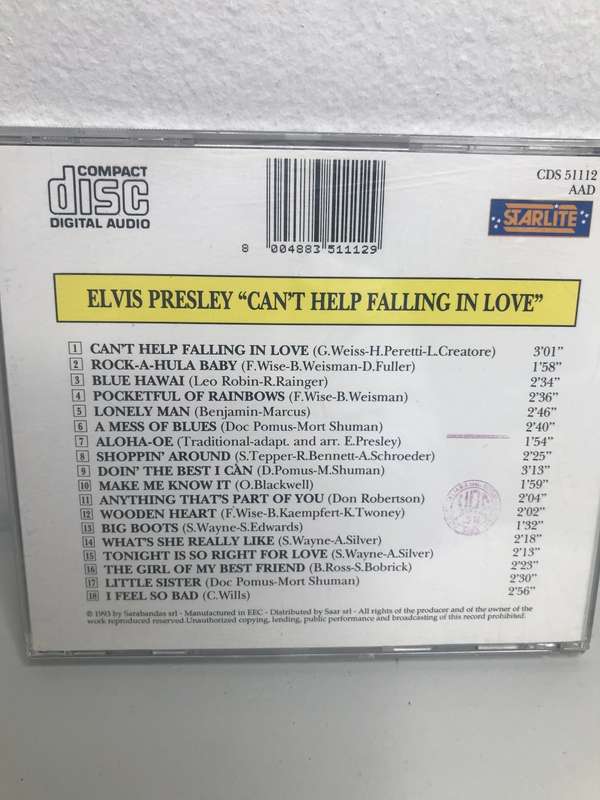 COMPACT
disc
DIGITAL AUDIO
8 004883 511129
CDS 51112
AAD
STARLITE
ELVIS PRESLEY “CAN'T HELP FALLING IN LOVE”
1 CAN'T HELP FALLING IN LOVE (G.Weiss-H.Peretti-L.Creatore) 3'01”
2 ROCK-A-HULA BABY (F.Wise-B.Weisman-D.Fuller) 1'58”
3 BLUE HAWAI (Leo Robin-R.Rainger) 2'34”
4 POCKETFUL OF RAINBOWS (F.Wise-B.Weisman) 2'36”
5 LONELY MAN (Benjamin-Marcus) 2'46”
6 A MESS OF BLUES (Doc Pomus-Mort Shuman) 2'40”
7 ALOHA-OE (Traditional-adapt. and arr. E.Presley) 1'54”
8 SHOPPIN' AROUND (S.Tepper-R.Bennett-A.Schroeder) 2'25”
9 DOIN' THE BEST I CAN (D.Pomus-M.Shuman) 3'13”
10 MAKE ME KNOW IT (O.Blackwell) 1'59”
11 ANYTHING THAT'S PART OF YOU (Don Robertson) 2'04”
12 WOODEN HEART (F.Wise-B.Kaempfert-K.Twoney) 2'02”
13 BIG BOOTS (S.Wayne-S.Edwards) 1'32”
14 WHAT'S SHE REALLY LIKE (S.Wayne-A.Silver) 2'18”
15 TONIGHT IS SO RIGHT FOR LOVE (S.Wayne-A.Silver) 2'13”
16 THE GIRL OF MY BEST FRIEND (B.Ross-S.Bobrick) 2'23”
17 LITTLE SISTER (Doc Pomus-Mort Shuman) 2'30”
18 I FEEL SO BAD (C.Wills) 2'56”
℗ 1993 by Sarabandas srl - Manufactured in EEC - Distributed by Saar srl - All rights of the producer and of the owner of the
work reproduced reserved.Unauthorized copying, lending, public performance and broadcasting of this record prohibited.